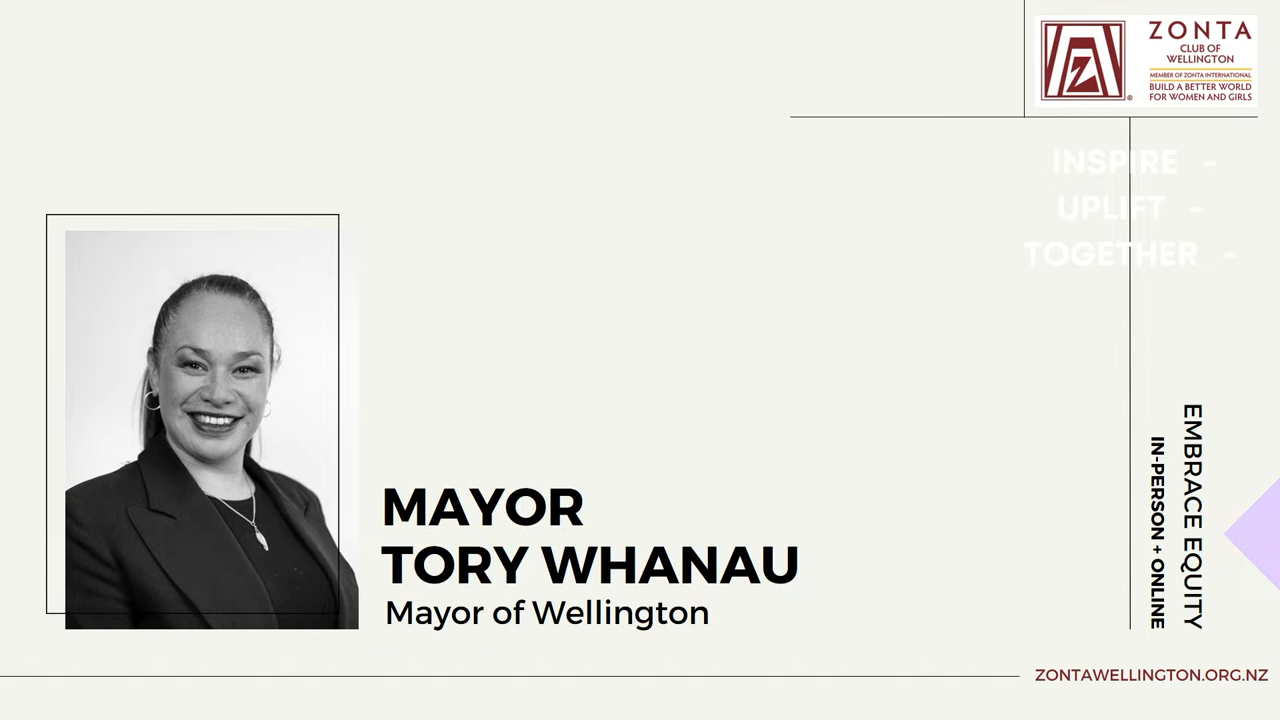 ZONTA
CLUB OF
WELLINGTON
MEMBER OF ZONTA INTERNATIONAL
BUILD A BETTER WORLD
FOR WOMEN AND GIRLS
INSPIRE -
UPLIFT -
TOGETHER -
MAYOR
TORY WHANAU
Mayor of Wellington
EMBRACE EQUITY
IN-PERSON + ONLINE
ZONTAWELLINGTON.ORG.NZ